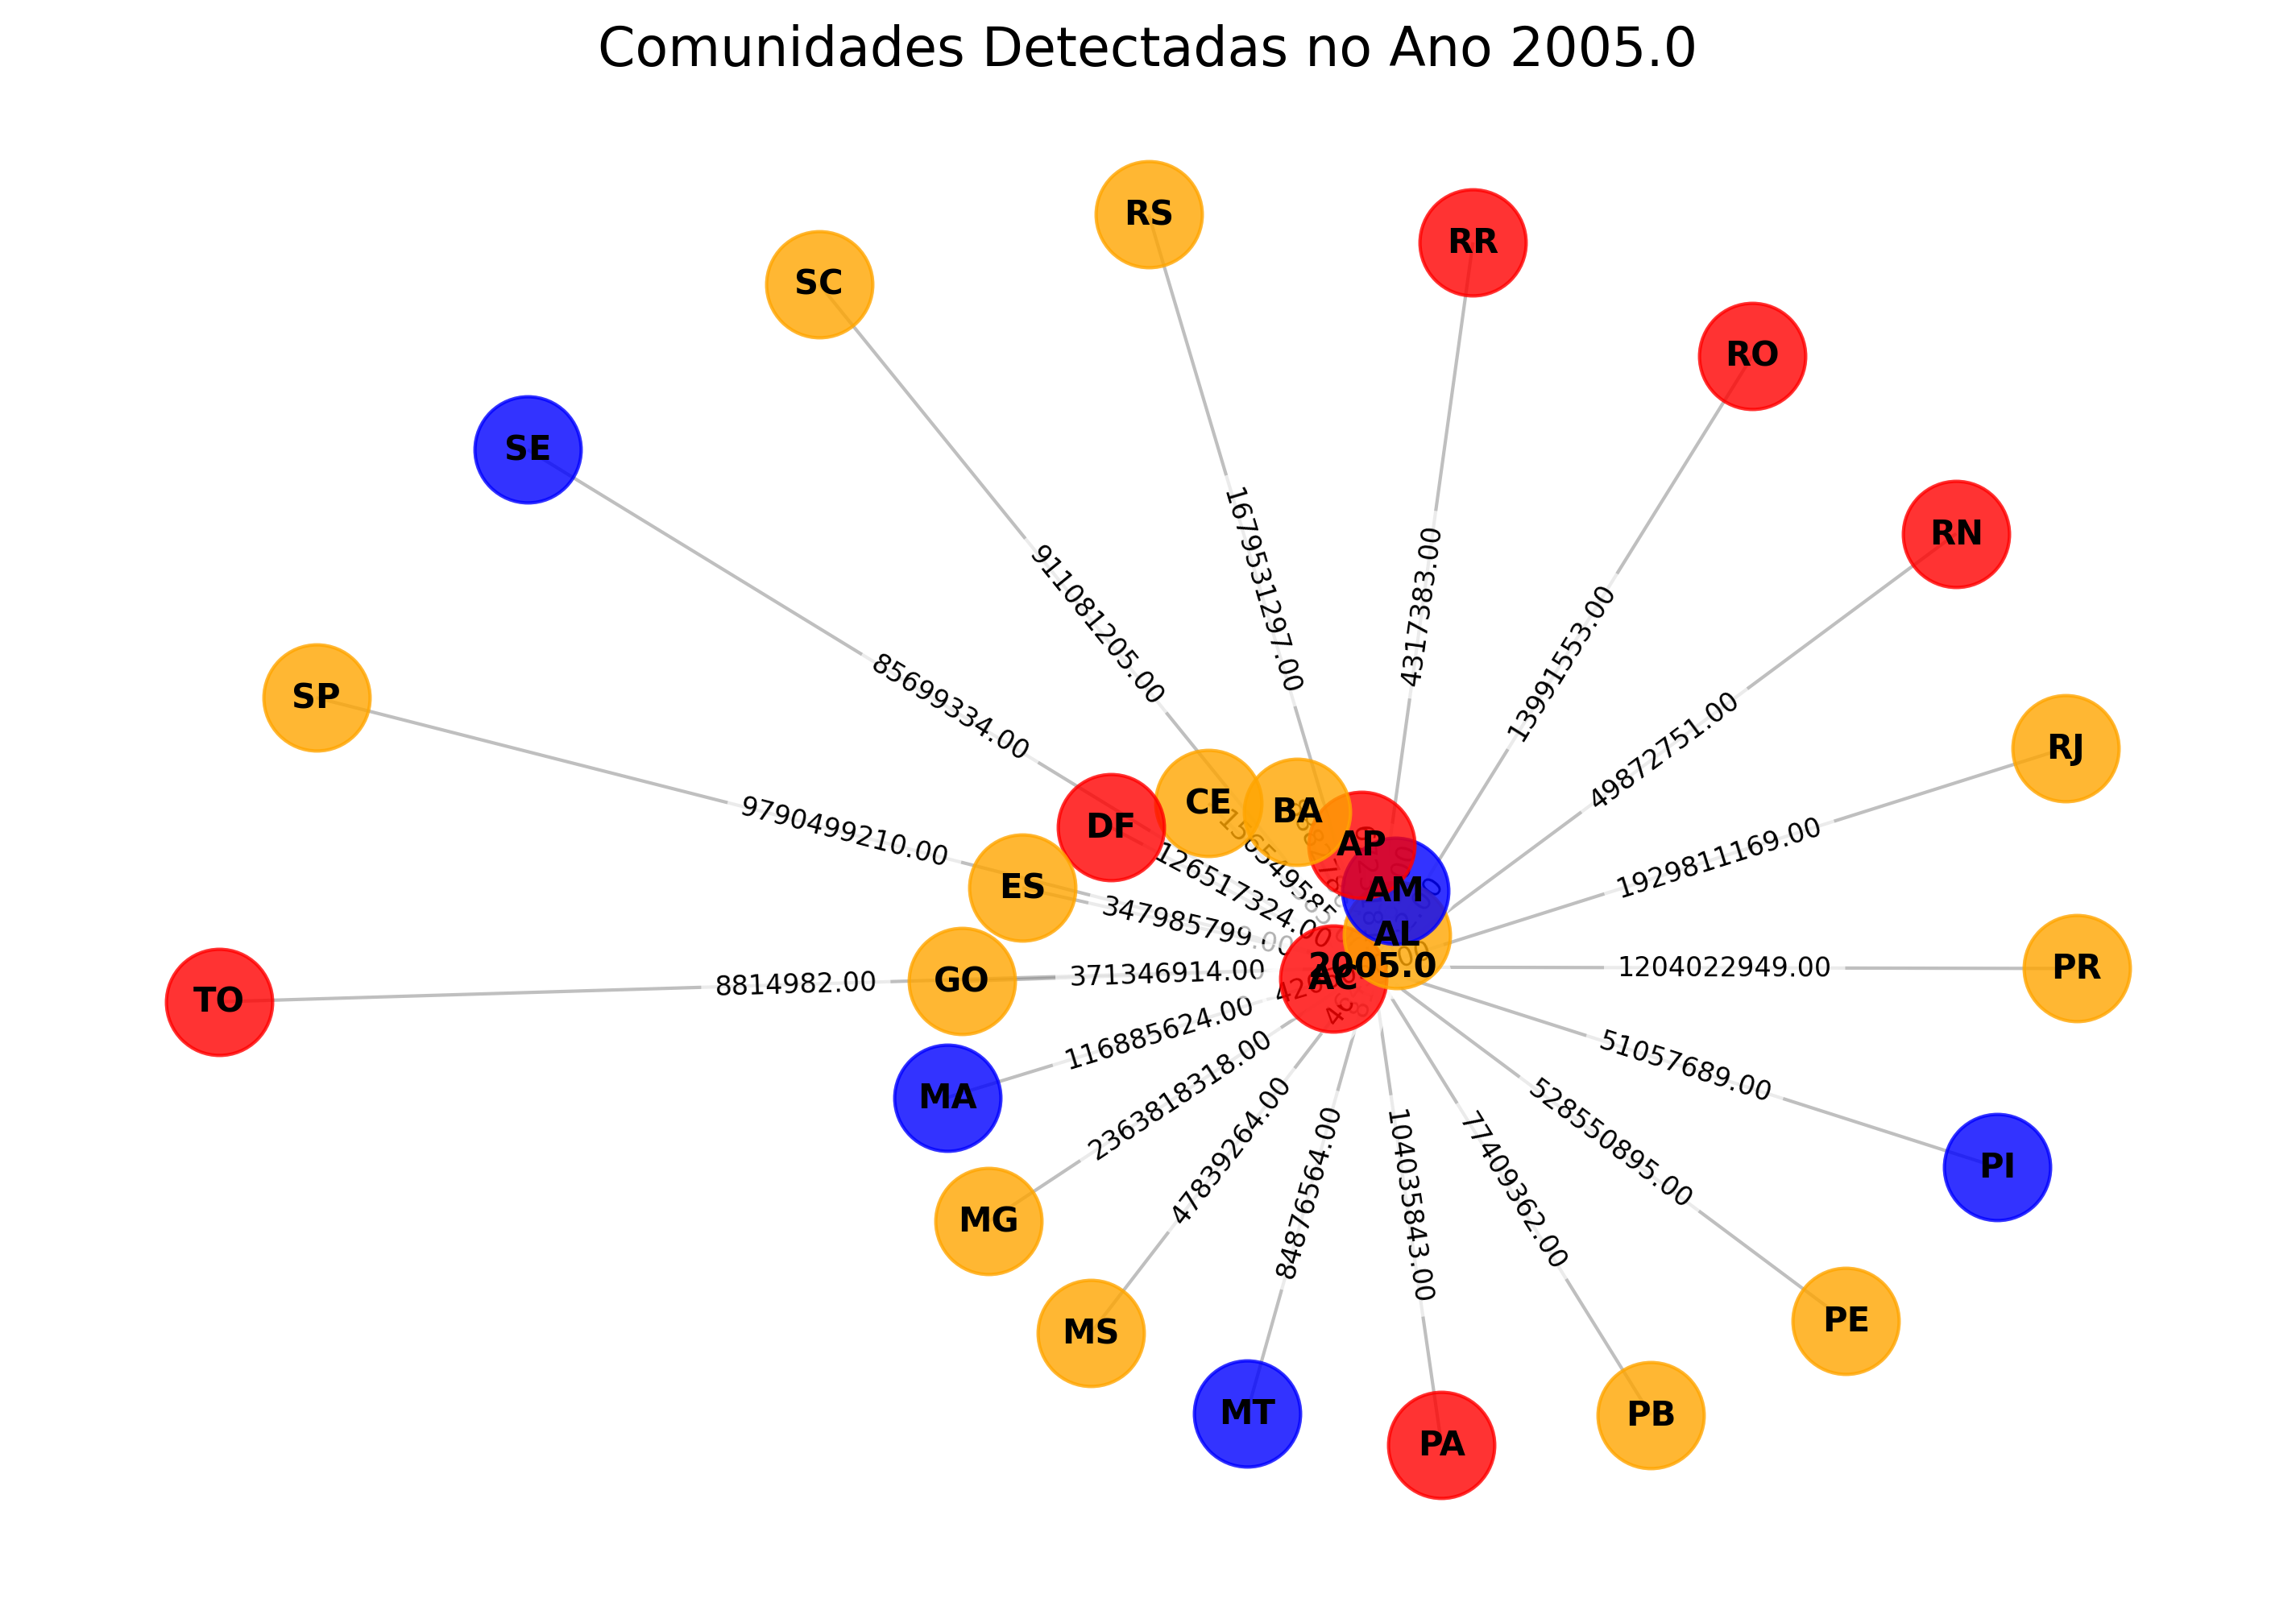 Comunidades Detectadas no Ano 2005.0
RS
RR
SC
RO
SE
RN
1679531297.00
4317383.00
911081205.00
13991553.00
SP
85699334.00
49872751.00
RJ
CE
BA
DF
AP
9790499210.00
1929811169.00
ES
AM
126517324.00
347985799.00
AL
2005.0
PR
1204022949.00
AC
GO
371346914.00
8814982.00
TO
116885624.00
MA
2363818318.00
51057689.00
47839264.00
528550895.00
PI
MG
84876564.00
104035843.00
77409362.00
MS
PE
MT
PB
PA